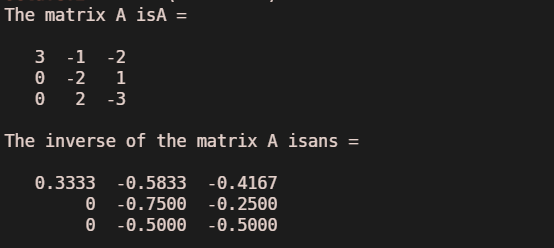 The matrix A isA =
3 -1 -2
0 -2 1
0 2 -3
The inverse of the matrix A isans =
0.3333 -0.5833 -0.4167
0 -0.7500 -0.2500
0 -0.5000 -0.5000